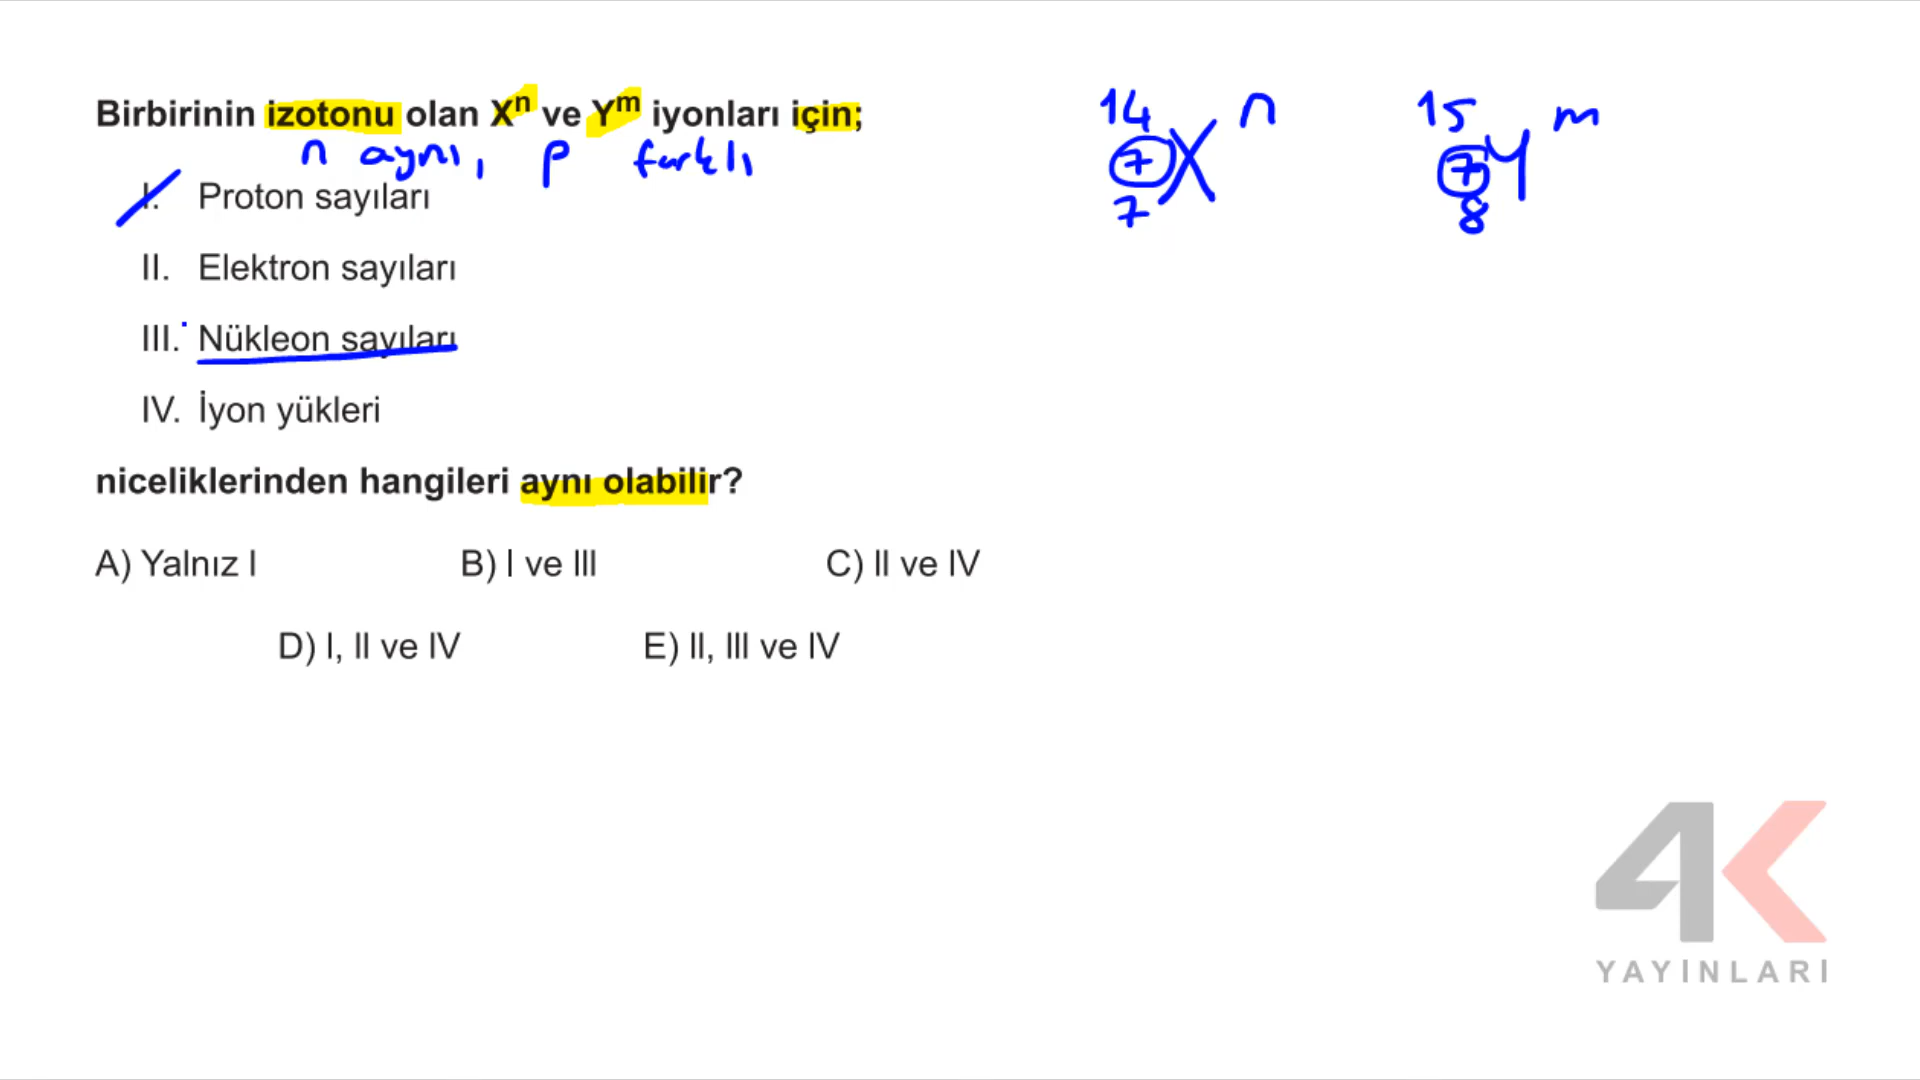 Birbirinin izotonu olan Xⁿ ve Yᵐ iyonları için;
n aynı, p farklı
I. Proton sayıları
II. Elektron sayıları
III. Nükleon sayıları
IV. İyon yükleri
niceliklerinden hangileri aynı olabilir?
A) Yalnız I B) I ve III C) II ve IV
D) I, II ve IV E) II, III ve IV
14 n
7 X
7
15 m
7 Y
8
4K
YAYINLARI